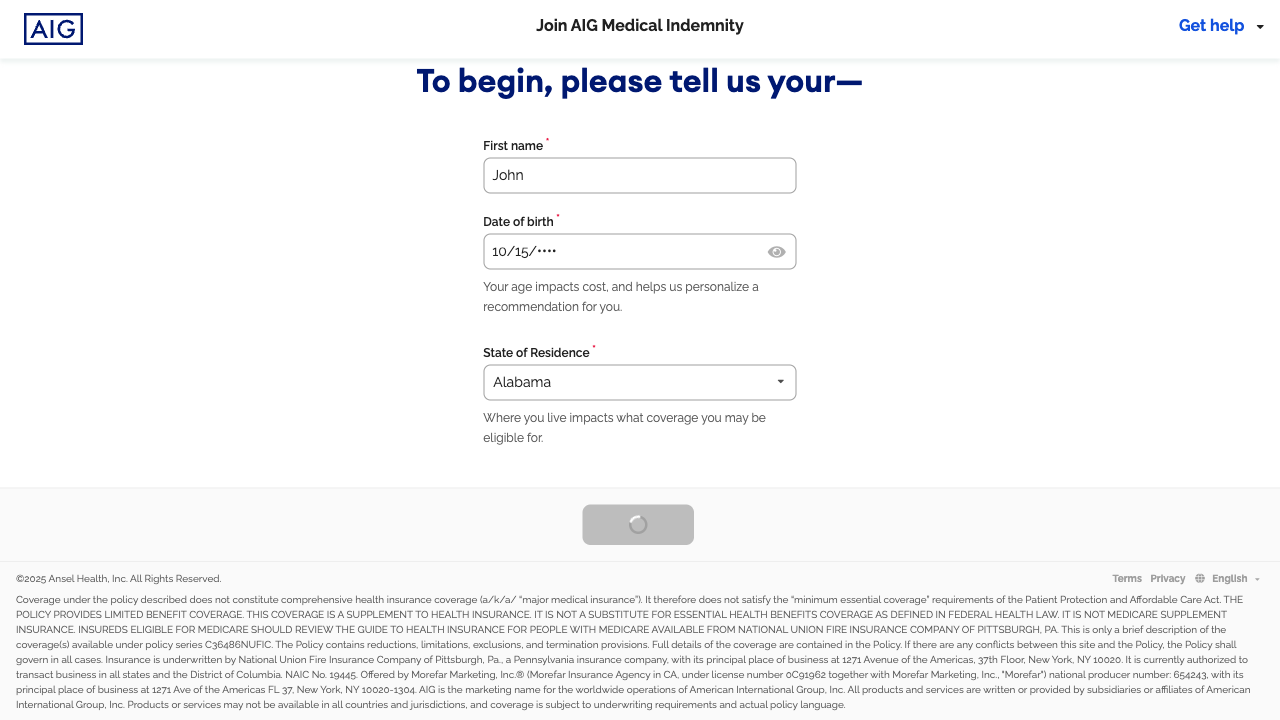 AIG
Join AIG Medical Indemnity
Get help
To begin, please tell us your—
First name *
John
Date of birth *
10/15/••••
Your age impacts cost, and helps us personalize a
recommendation for you.
State of Residence *
Alabama
Where you live impacts what coverage you may be
eligible for.
©2025 Ansel Health, Inc. All Rights Reserved.
Terms Privacy English
Coverage under the policy described does not constitute comprehensive health insurance coverage (a/k/a/ “major medical insurance”). It therefore does not satisfy the “minimum essential coverage” requirements of the Patient Protection and Affordable Care Act. THE
POLICY PROVIDES LIMITED BENEFIT COVERAGE. THIS COVERAGE IS A SUPPLEMENT TO HEALTH INSURANCE. IT IS NOT A SUBSTITUTE FOR ESSENTIAL HEALTH BENEFITS COVERAGE AS DEFINED IN FEDERAL HEALTH LAW. IT IS NOT MEDICARE SUPPLEMENT
INSURANCE. INSUREDS ELIGIBLE FOR MEDICARE SHOULD REVIEW THE GUIDE TO HEALTH INSURANCE FOR PEOPLE WITH MEDICARE AVAILABLE FROM NATIONAL UNION FIRE INSURANCE COMPANY OF PITTSBURGH, PA. This is only a brief description of the
coverage(s) available under policy series C36486NUFIC. The Policy contains reductions, limitations, exclusions, and termination provisions. Full details of the coverage are contained in the Policy. If there are any conflicts between this site and the Policy, the Policy shall
govern in all cases. Insurance is underwritten by National Union Fire Insurance Company of Pittsburgh, Pa., a Pennsylvania insurance company, with its principal place of business at 1271 Avenue of the Americas, 37th Floor, New York, NY 10020. It is currently authorized to
transact business in all states and the District of Columbia. NAIC No. 19445. Offered by Morefar Marketing, Inc.® (Morefar Insurance Agency in CA, under license number 0C91962 together with Morefar Marketing, Inc., "Morefar") national producer number: 654243, with its
principal place of business at 1271 Ave of the Americas FL 37, New York, NY 10020-1304. AIG is the marketing name for the worldwide operations of American International Group, Inc. All products and services are written or provided by subsidiaries or affiliates of American
International Group, Inc. Products or services may not be available in all countries and jurisdictions, and coverage is subject to underwriting requirements and actual policy language.